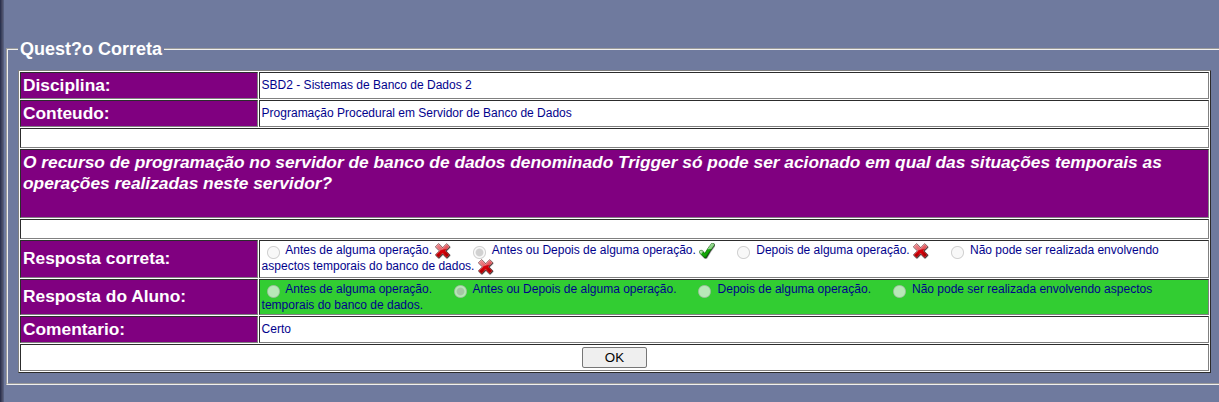 Quest?o Correta
Disciplina: SBD2 - Sistemas de Banco de Dados 2
Conteudo: Programação Procedural em Servidor de Banco de Dados
O recurso de programação no servidor de banco de dados denominado Trigger só pode ser acionado em qual das situações temporais as
operações realizadas neste servidor?
Resposta correta: Antes de alguma operação. Antes ou Depois de alguma operação. Depois de alguma operação. Não pode ser realizada envolvendo
aspectos temporais do banco de dados.
Resposta do Aluno: Antes de alguma operação. Antes ou Depois de alguma operação. Depois de alguma operação. Não pode ser realizada envolvendo aspectos
temporais do banco de dados.
Comentario: Certo
OK